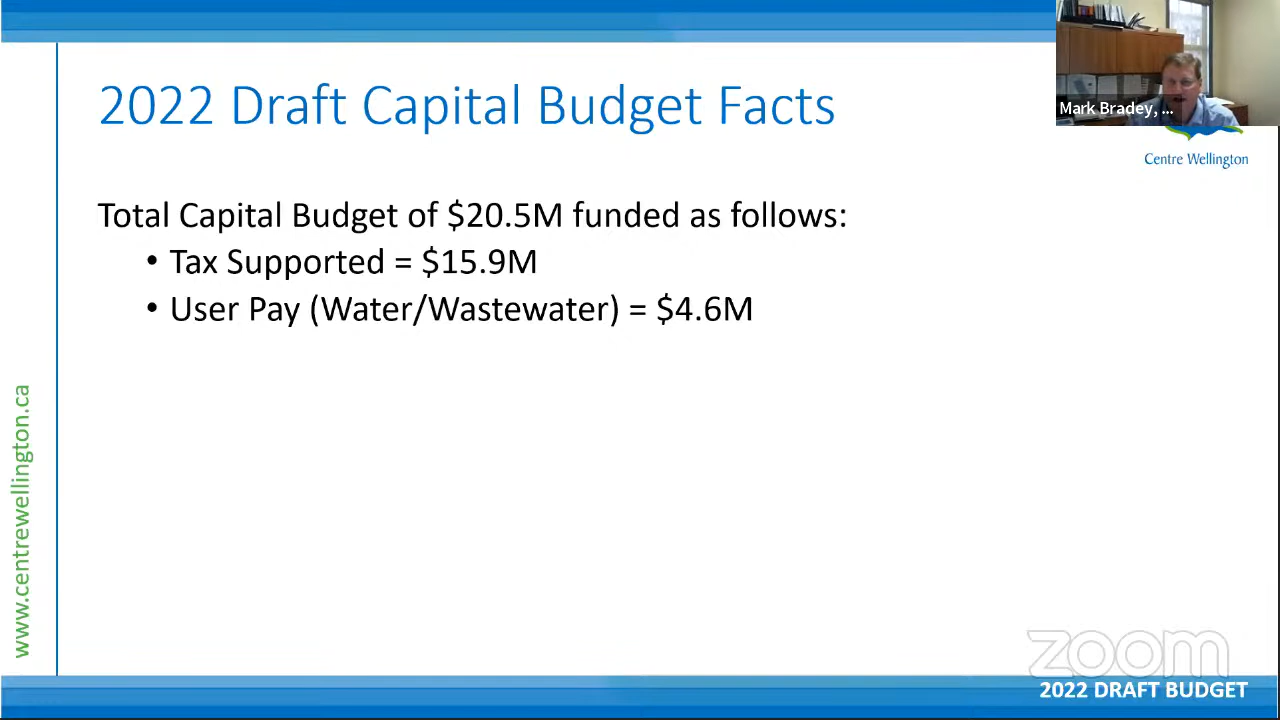 2022 Draft Capital Budget Facts
Mark Bradey, ...
Centre Wellington
Total Capital Budget of $20.5M funded as follows:
• Tax Supported = $15.9M
• User Pay (Water/Wastewater) = $4.6M
www.centrewellington.ca
zoom
2022 DRAFT BUDGET